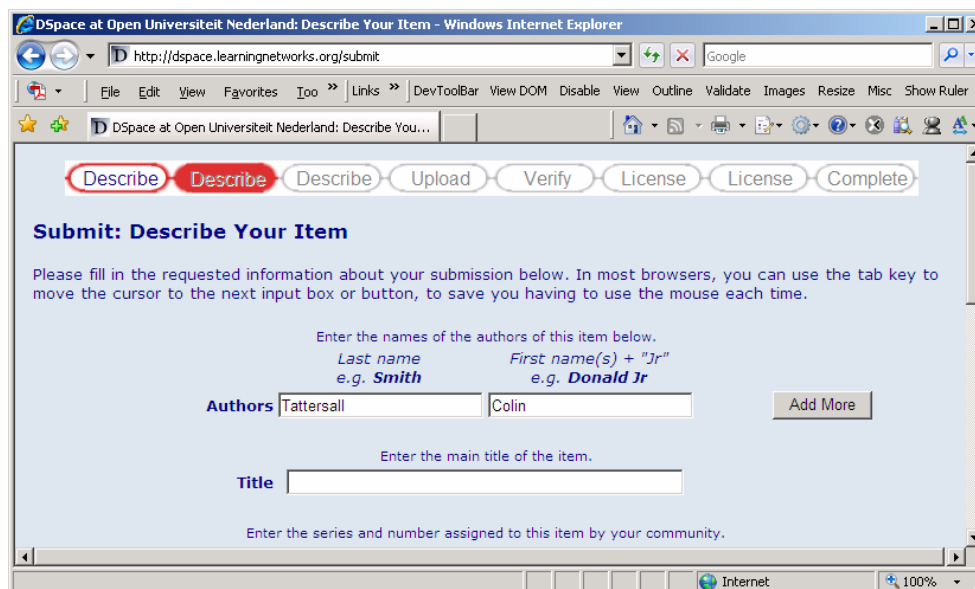 DSpace at Open Universiteit Nederland: Describe Your Item - Windows Internet Explorer
http://dspace.learningnetworks.org/submit
Google
File Edit View Favorites Too » Links » DevToolBar View DOM Disable View Outline Validate Images Resize Misc Show Ruler
DSpace at Open Universiteit Nederland: Describe You...
Describe Describe Describe Upload Verify License License Complete
Submit: Describe Your Item
Please fill in the requested information about your submission below. In most browsers, you can use the tab key to
move the cursor to the next input box or button, to save you having to use the mouse each time.
Enter the names of the authors of this item below.
Last name First name(s) + "Jr"
e.g. Smith e.g. Donald Jr
Authors Tattersall Colin Add More
Enter the main title of the item.
Title
Enter the series and number assigned to this item by your community.
Internet 100%